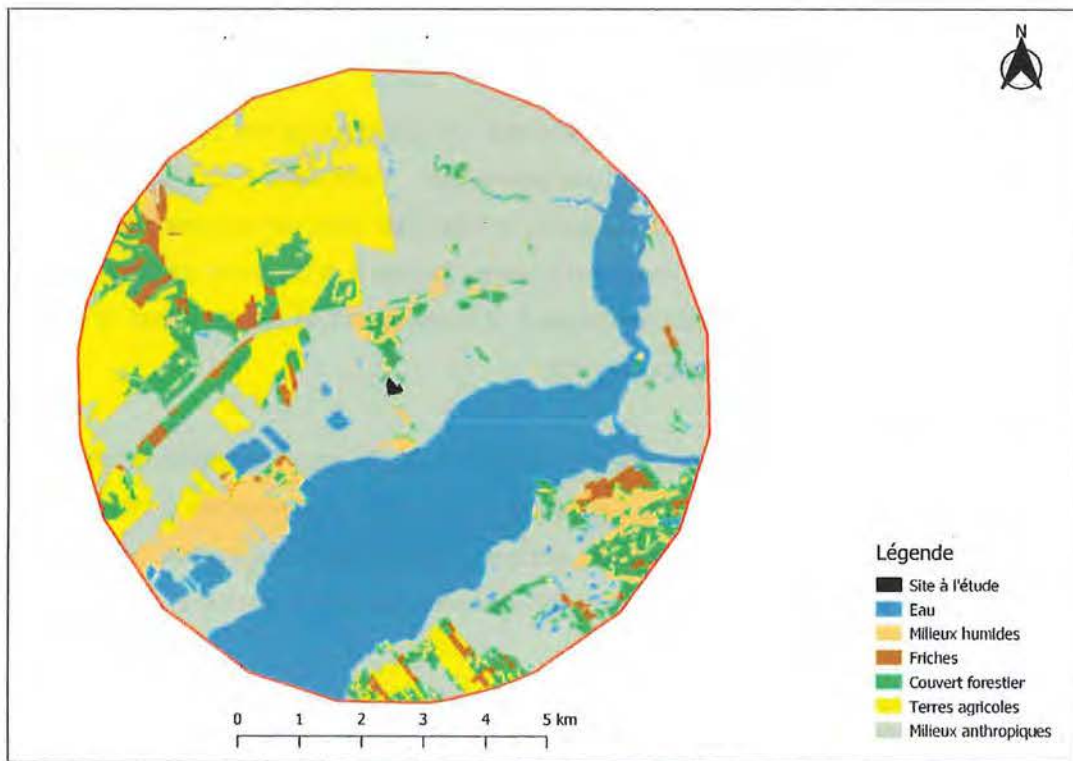 N
0 1 2 3 4 5 km
Légende
Site à l'étude
Eau
Milieux humides
Friches
Couvert forestier
Terres agricoles
Milieux anthropiques